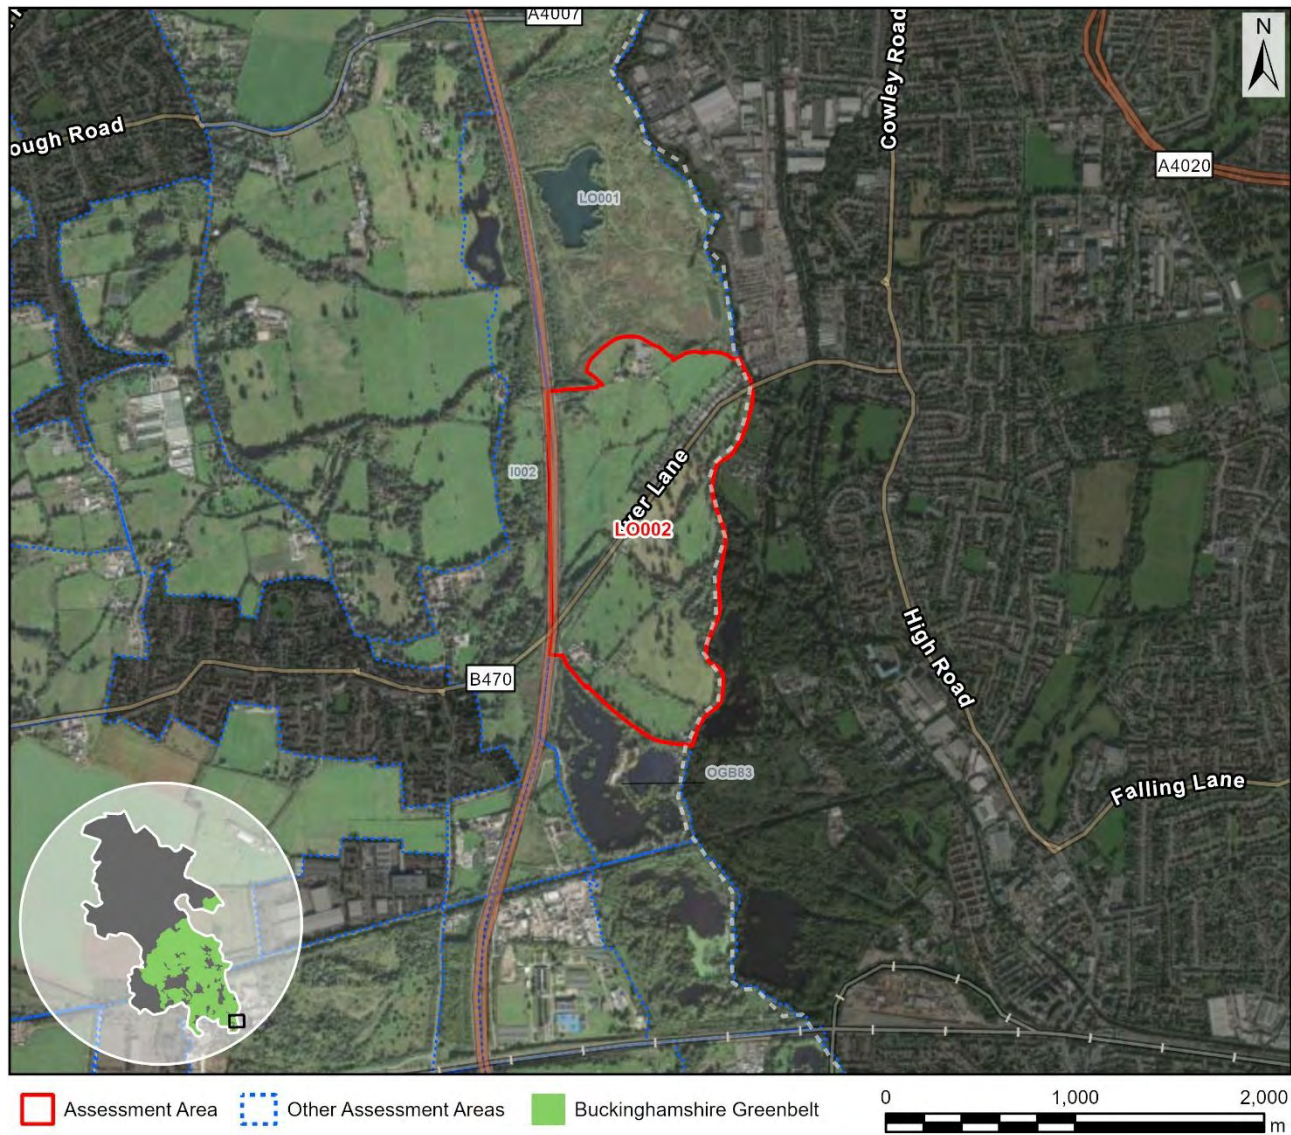 A4007
N
Cowley Road
ough Road
A4020
LO001
I002
Lane
LO002
High Road
B470
OGB83
Falling Lane
Assessment Area
Other Assessment Areas
Buckinghamshire Greenbelt
0 1,000 2,000
m